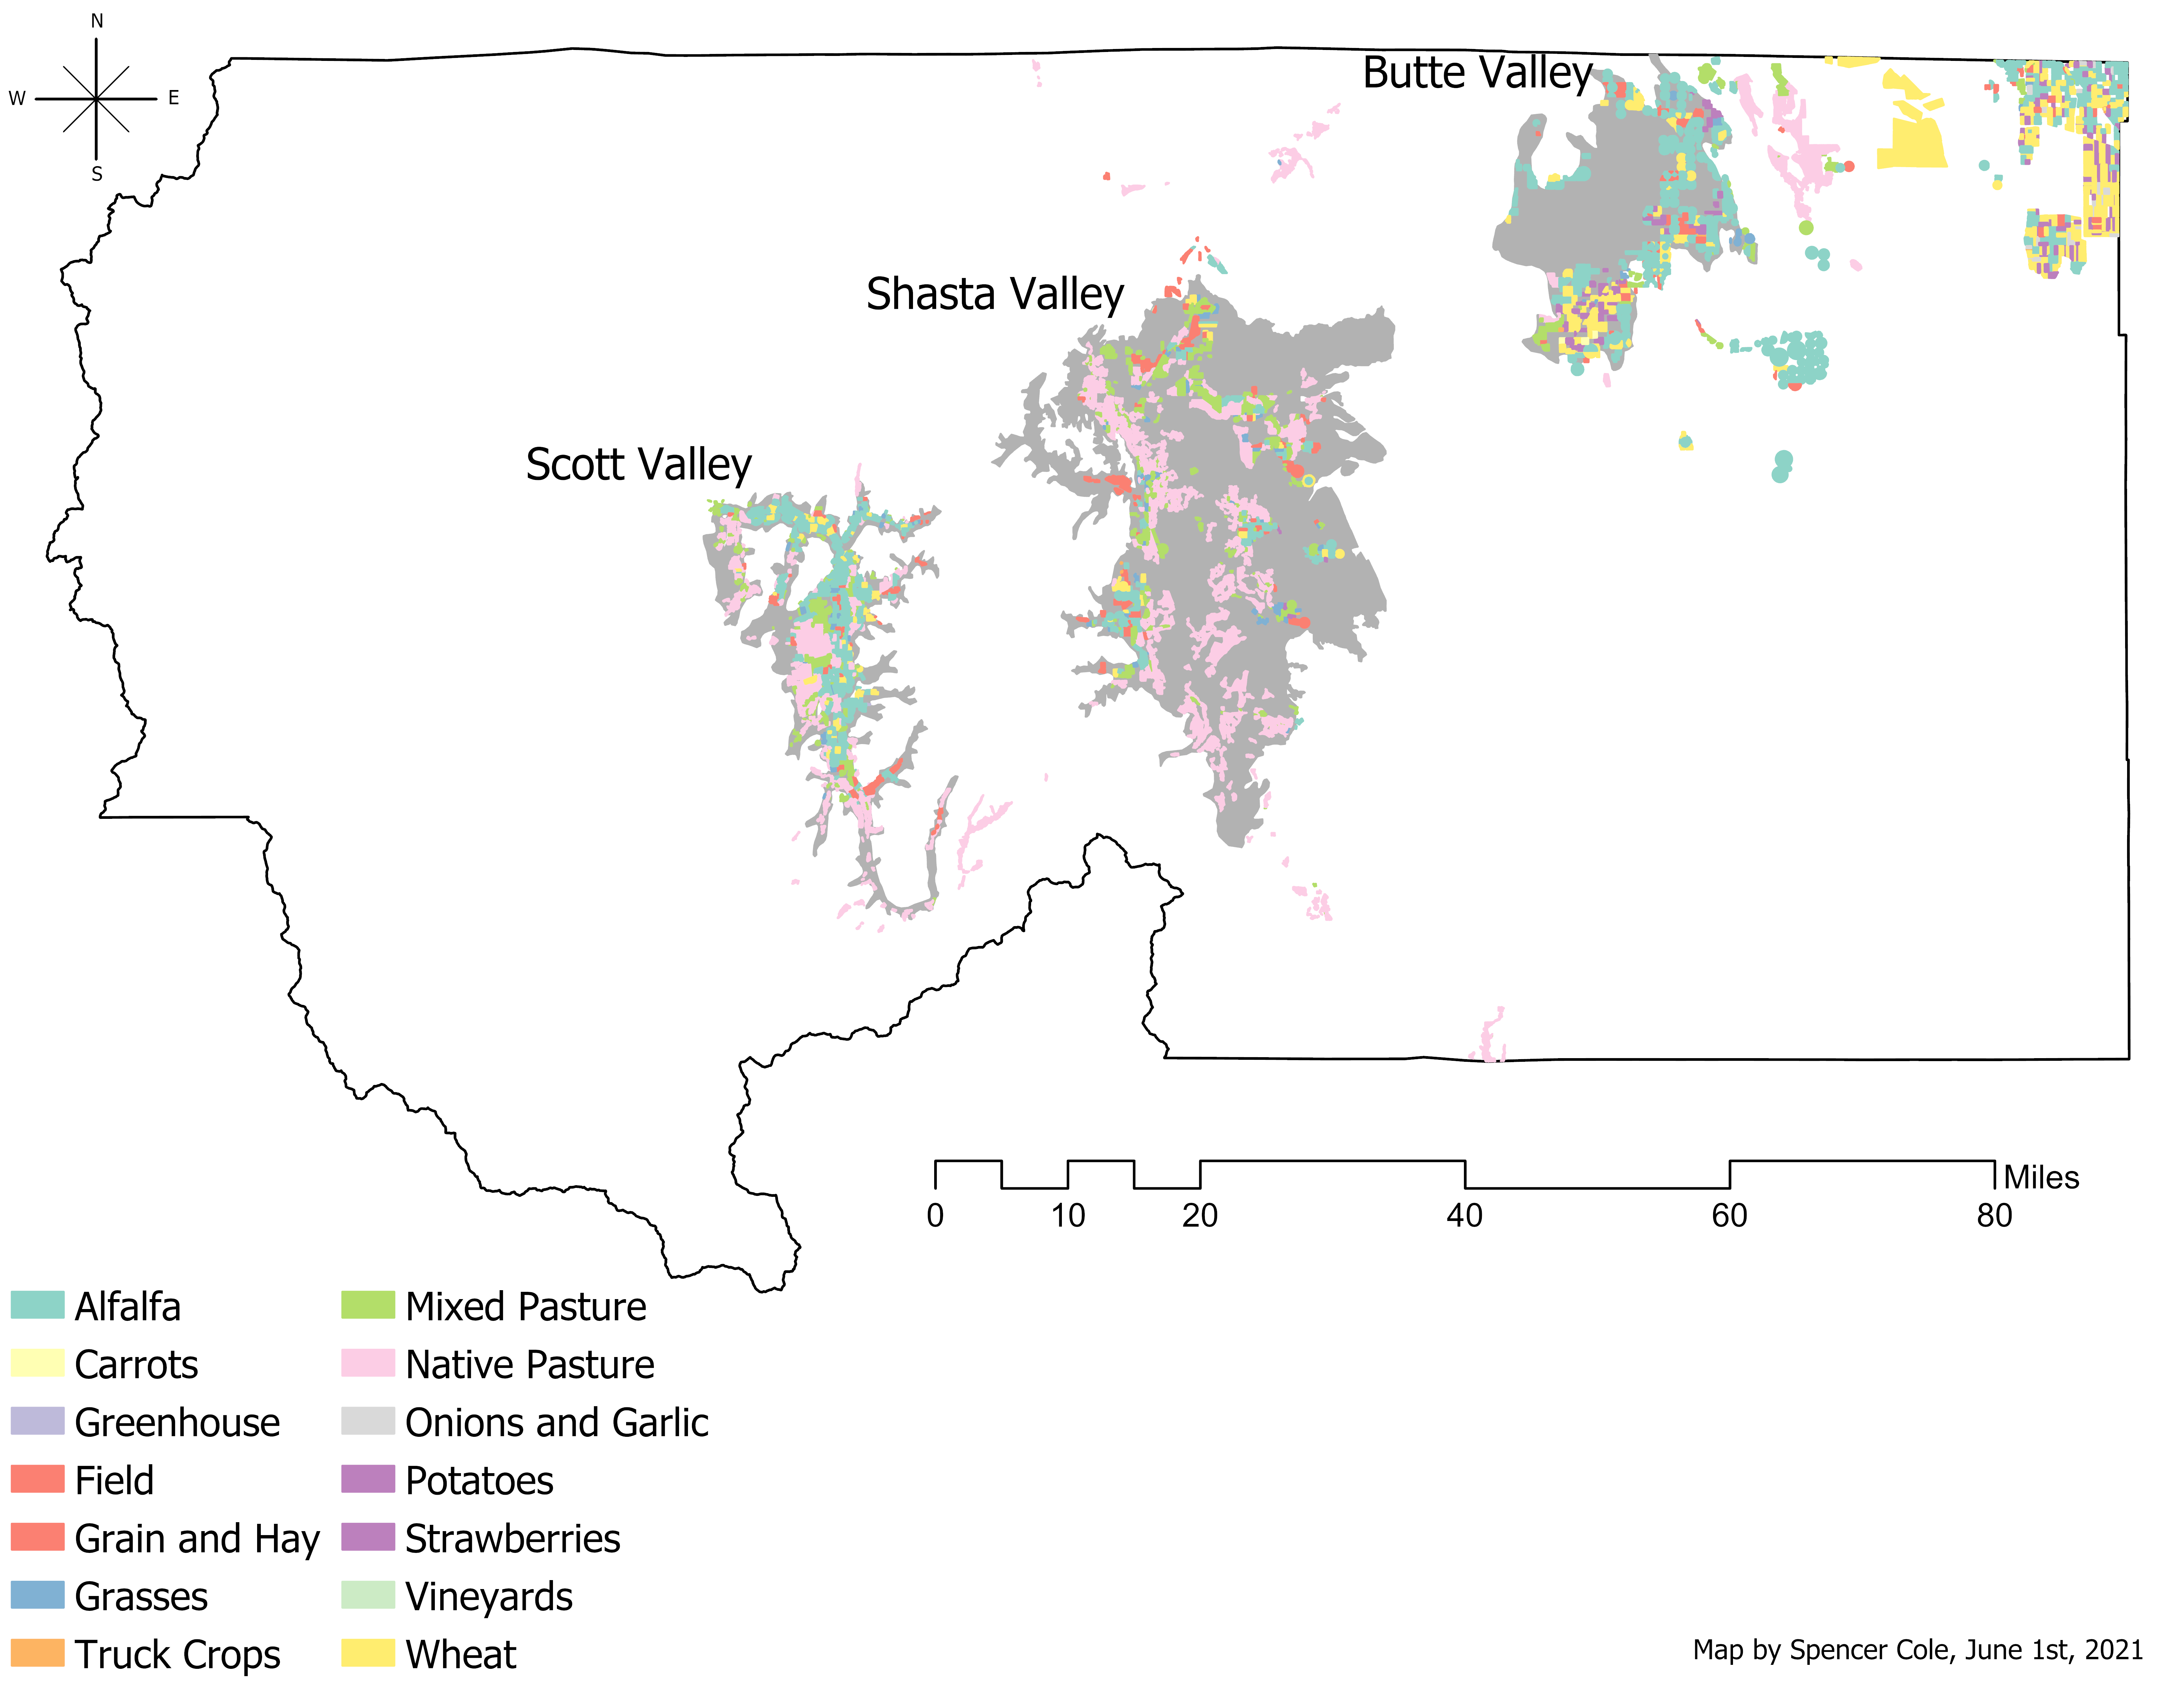 N
W E
S
Butte Valley
Shasta Valley
Scott Valley
Miles
0 10 20 40 60 80
Alfalfa
Carrots
Greenhouse
Field
Grain and Hay
Grasses
Truck Crops
Mixed Pasture
Native Pasture
Onions and Garlic
Potatoes
Strawberries
Vineyards
Wheat
Map by Spencer Cole, June 1st, 2021